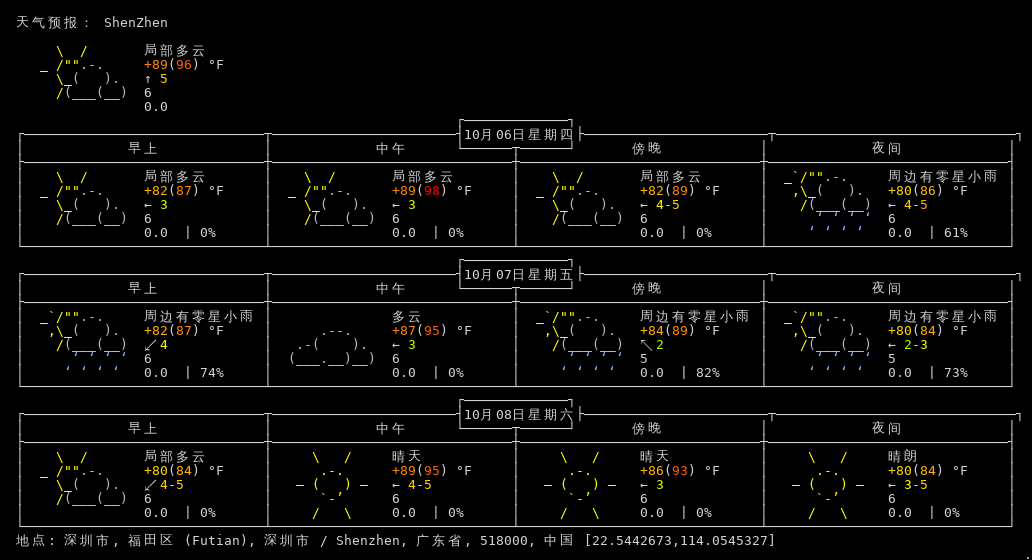 天气预报： ShenZhen
局部多云
+89(96) °F
↑ 5
6
0.0
10月06日星期四
早上 中午 傍晚 夜间
局部多云 局部多云 局部多云 周边有零星小雨
+82(87) °F +89(98) °F +82(89) °F +80(86) °F
← 3 ← 3 ← 4-5 ← 4-5
6 6 6 6
0.0 | 0% 0.0 | 0% 0.0 | 0% 0.0 | 61%
10月07日星期五
早上 中午 傍晚 夜间
周边有零星小雨 多云 周边有零星小雨 周边有零星小雨
+82(87) °F +87(95) °F +84(89) °F +80(84) °F
↙ 4 ← 3 ↖ 2 ← 2-3
6 6 5 5
0.0 | 74% 0.0 | 0% 0.0 | 82% 0.0 | 73%
10月08日星期六
早上 中午 傍晚 夜间
局部多云 晴天 晴天 晴朗
+80(84) °F +89(95) °F +86(93) °F +80(84) °F
↙ 4-5 ← 4-5 ← 3 ← 3-5
6 6 6 6
0.0 | 0% 0.0 | 0% 0.0 | 0% 0.0 | 0%
地点: 深圳市, 福田区 (Futian), 深圳市 / Shenzhen, 广东省, 518000, 中国 [22.5442673,114.0545327]